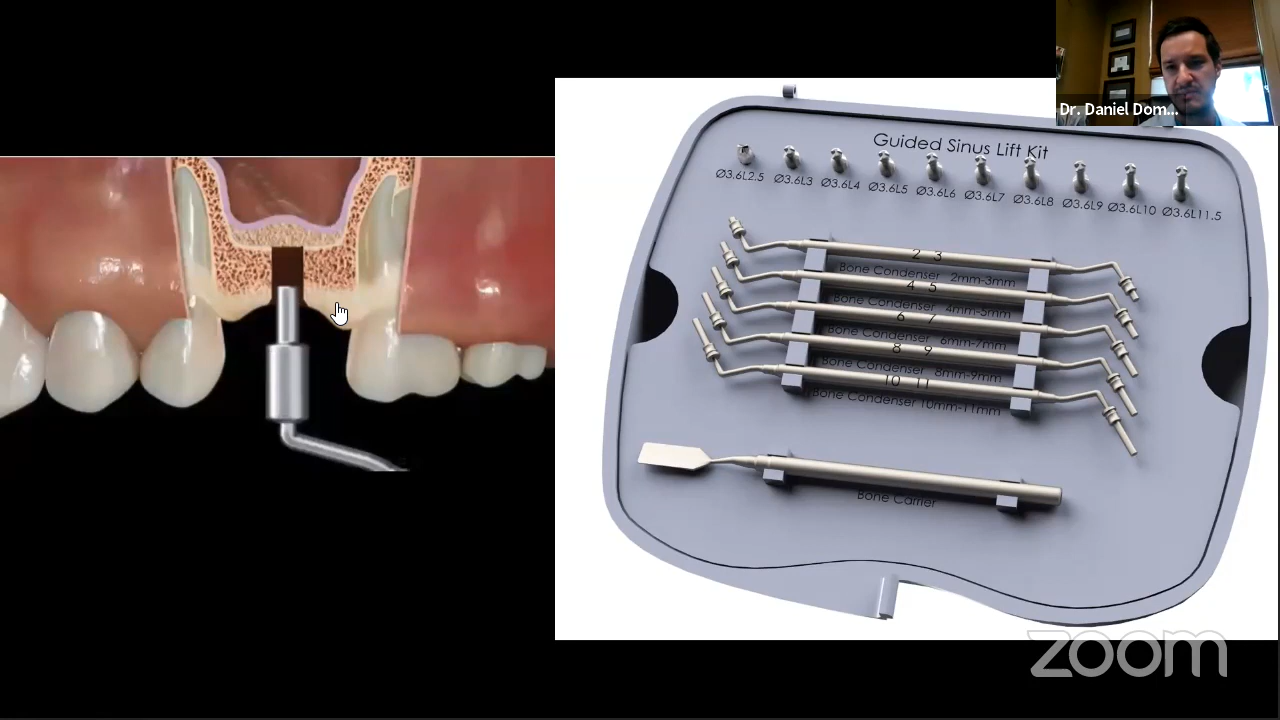 Dr. Daniel Dom...
Guided Sinus Lift Kit
Ø3.6L2.5 Ø3.6L3 Ø3.6L4 Ø3.6L5 Ø3.6L6 Ø3.6L7 Ø3.6L8 Ø3.6L9 Ø3.6L10 Ø3.6L11.5
2 3
Bone Condenser 2mm-3mm
4 5
Bone Condenser 4mm-5mm
6 7
Bone Condenser 6mm-7mm
8 9
Bone Condenser 8mm-9mm
10 11
Bone Condenser 10mm-11mm
Bone Carrier
zoom